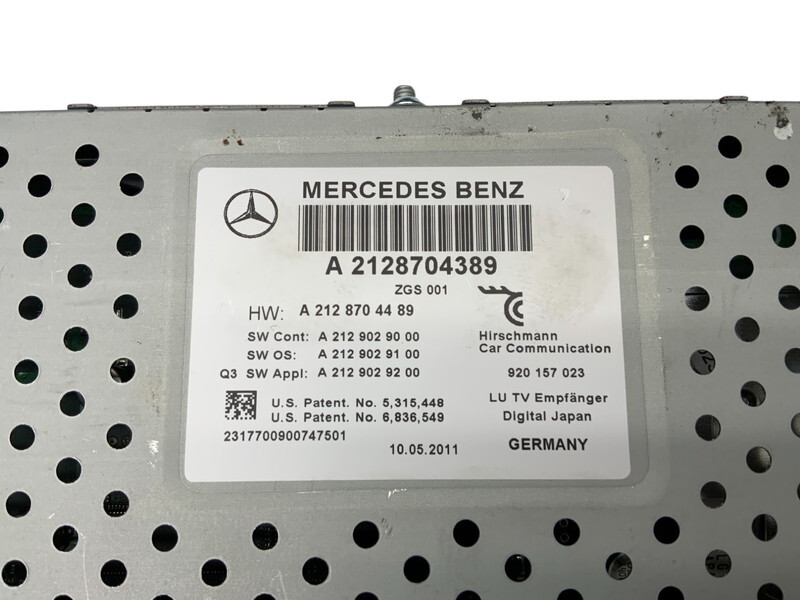 MERCEDES BENZ
A 2128704389
ZGS 001
HW: A 212 870 44 89
SW Cont: A 212 902 90 00
SW OS: A 212 902 91 00
Q3 SW Appl: A 212 902 92 00
Hirschmann
Car Communication
920 157 023
U.S. Patent. No. 5,315,448
U.S. Patent. No. 6,836,549
2317700900747501
LU TV Empfänger
Digital Japan
10.05.2011
GERMANY